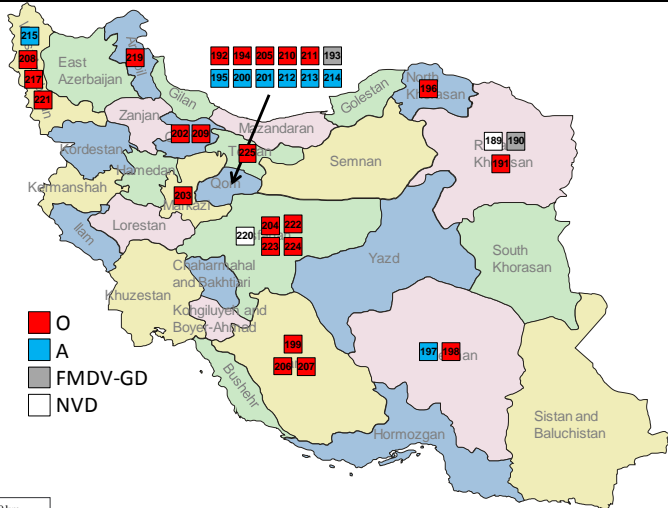 215
208
217
221
East
Azerbaijan
219
192 194 205 210 211 193
195 200 201 212 213 214
Gilan
Zanjan
202 209
Mazandaran
Golestan
North
196
189 190
191
Kordestan
Hamedan
225
Semnan
Qom
Kermanshah
203
Markazi
Ilam
Lorestan
220 204 222
223 224
Yazd
South
Khorasan
Chaharmahal
and Bakhtiari
Khuzestan
Kohgiluyeh and
Boyer-Ahmad
O
A
FMDV-GD
NVD
199
206 207
197 198
Bushehr
Hormozgan
Sistan and
Baluchistan